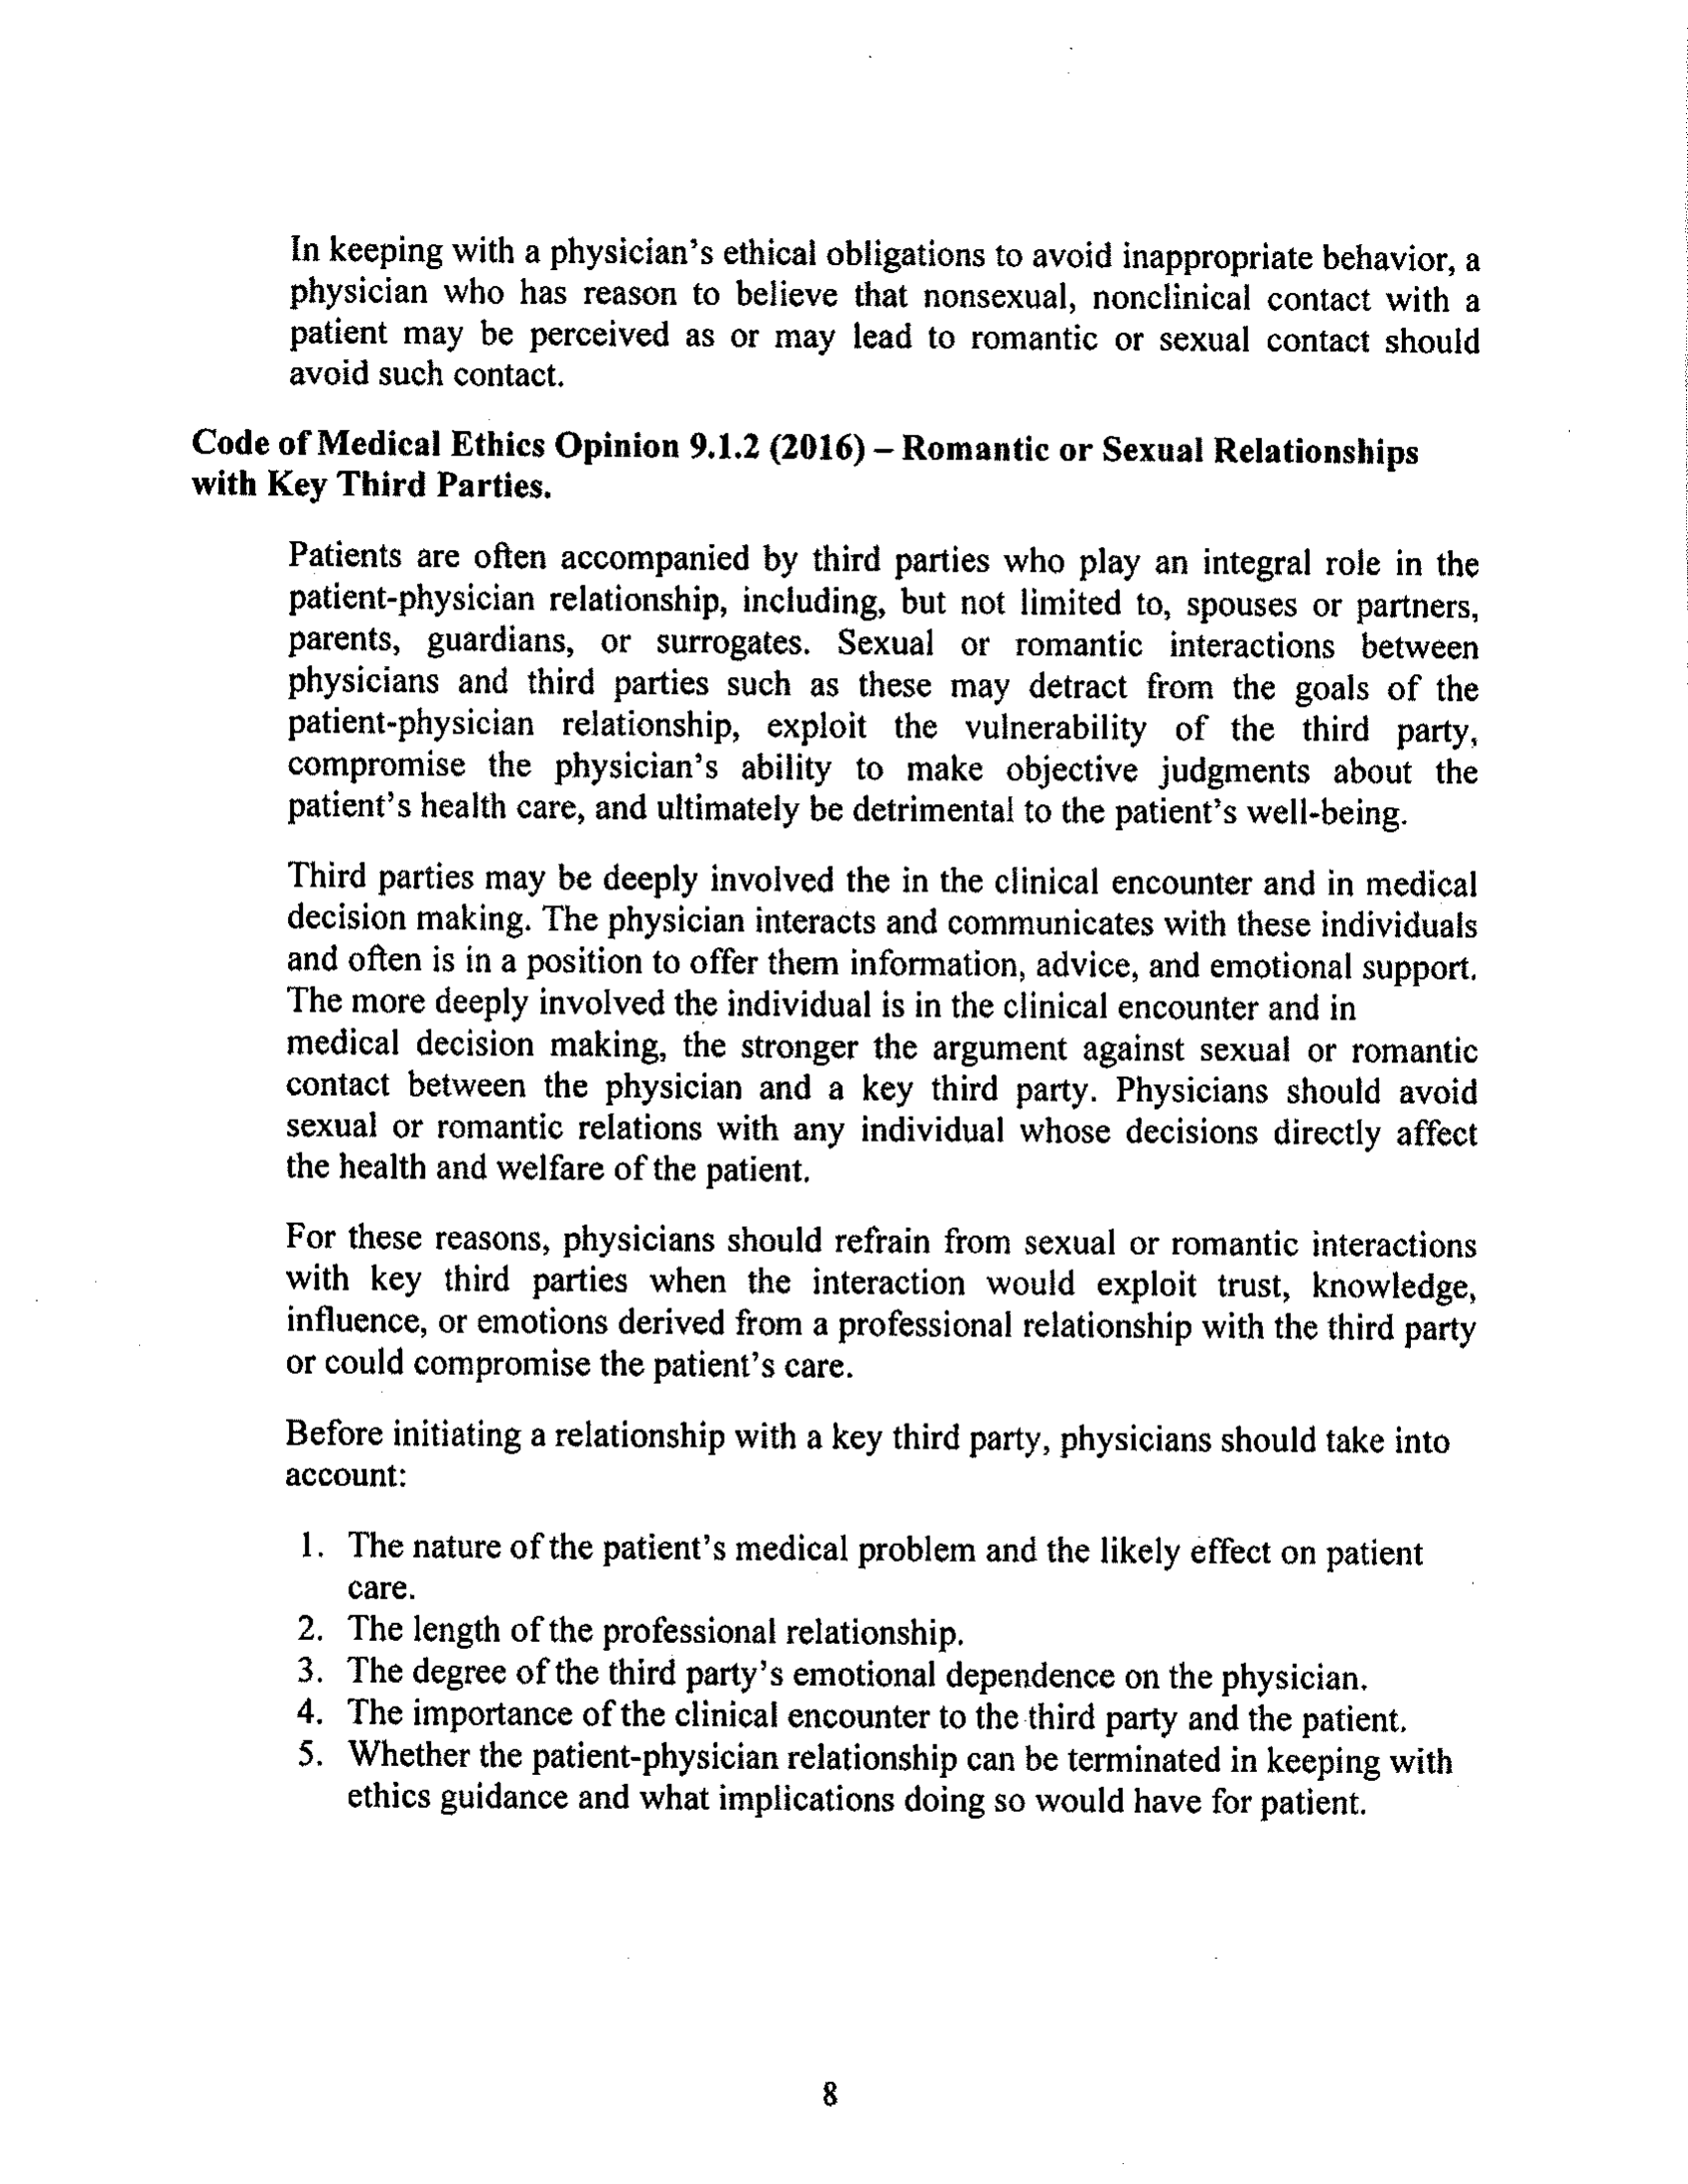 In keeping with a physician's ethical obligations to avoid inappropriate behavior, a
physician who has reason to believe that nonsexual, nonclinical contact with a
patient may be perceived as or may lead to romantic or sexual contact should
avoid such contact.
Code of Medical Ethics Opinion 9.1.2 (2016) – Romantic or Sexual Relationships
with Key Third Parties.
Patients are often accompanied by third parties who play an integral role in the
patient-physician relationship, including, but not limited to, spouses or partners,
parents, guardians, or surrogates. Sexual or romantic interactions between
physicians and third parties such as these may detract from the goals of the
patient-physician relationship, exploit the vulnerability of the third party,
compromise the physician's ability to make objective judgments about the
patient's health care, and ultimately be detrimental to the patient's well-being.
Third parties may be deeply involved the in the clinical encounter and in medical
decision making. The physician interacts and communicates with these individuals
and often is in a position to offer them information, advice, and emotional support.
The more deeply involved the individual is in the clinical encounter and in
medical decision making, the stronger the argument against sexual or romantic
contact between the physician and a key third party. Physicians should avoid
sexual or romantic relations with any individual whose decisions directly affect
the health and welfare of the patient.
For these reasons, physicians should refrain from sexual or romantic interactions
with key third parties when the interaction would exploit trust, knowledge,
influence, or emotions derived from a professional relationship with the third party
or could compromise the patient's care.
Before initiating a relationship with a key third party, physicians should take into
account:
1. The nature of the patient's medical problem and the likely effect on patient
care.
2. The length of the professional relationship.
3. The degree of the third party's emotional dependence on the physician.
4. The importance of the clinical encounter to the third party and the patient.
5. Whether the patient-physician relationship can be terminated in keeping with
ethics guidance and what implications doing so would have for patient.
8